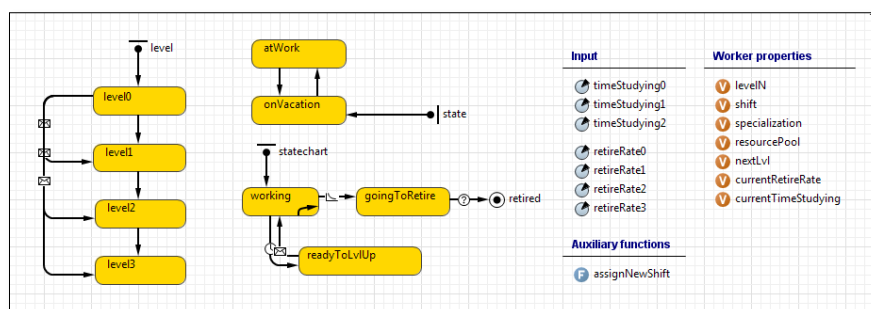 level
level0
level1
level2
level3
atWork
onVacation
state
statechart
working
goingToRetire
? retired
readyToLvlUp
Input
timeStudying0
timeStudying1
timeStudying2
retireRate0
retireRate1
retireRate2
retireRate3
Auxiliary functions
F assignNewShift
Worker properties
V levelN
V shift
V specialization
V resourcePool
V nextLvl
V currentRetireRate
V currentTimeStudying